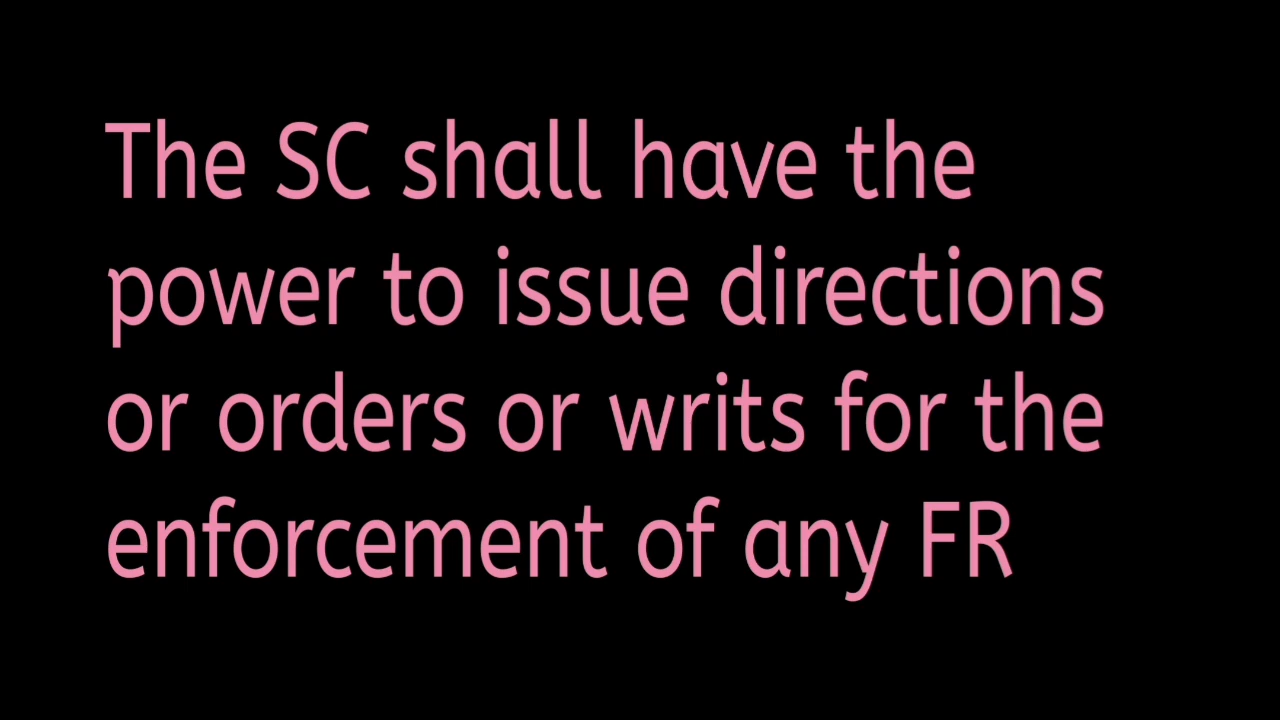 The SC shall have the
power to issue directions
or orders or writs for the
enforcement of any FR